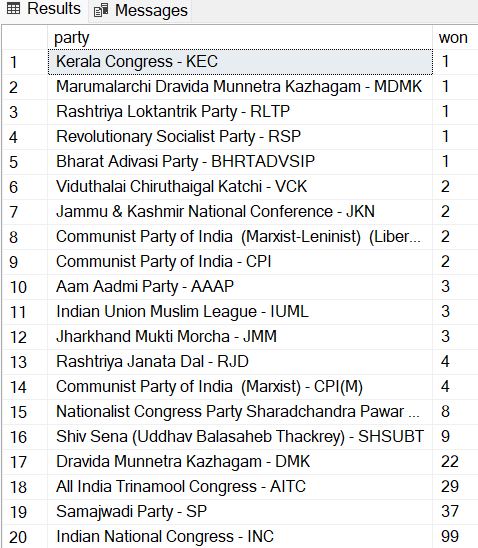 Results Messages
party won
1 Kerala Congress - KEC 1
2 Marumalarchi Dravida Munnetra Kazhagam - MDMK 1
3 Rashtriya Loktantrik Party - RLTP 1
4 Revolutionary Socialist Party - RSP 1
5 Bharat Adivasi Party - BHRTADVSIP 1
6 Viduthalai Chiruthaigal Katchi - VCK 2
7 Jammu & Kashmir National Conference - JKN 2
8 Communist Party of India  (Marxist-Leninist)  (Liber... 2
9 Communist Party of India - CPI 2
10 Aam Aadmi Party - AAAP 3
11 Indian Union Muslim League - IUML 3
12 Jharkhand Mukti Morcha - JMM 3
13 Rashtriya Janata Dal - RJD 4
14 Communist Party of India  (Marxist) - CPI(M) 4
15 Nationalist Congress Party Sharadchandra Pawar ... 8
16 Shiv Sena (Uddhav Balasaheb Thackrey) - SHSUBT 9
17 Dravida Munnetra Kazhagam - DMK 22
18 All India Trinamool Congress - AITC 29
19 Samajwadi Party - SP 37
20 Indian National Congress - INC 99